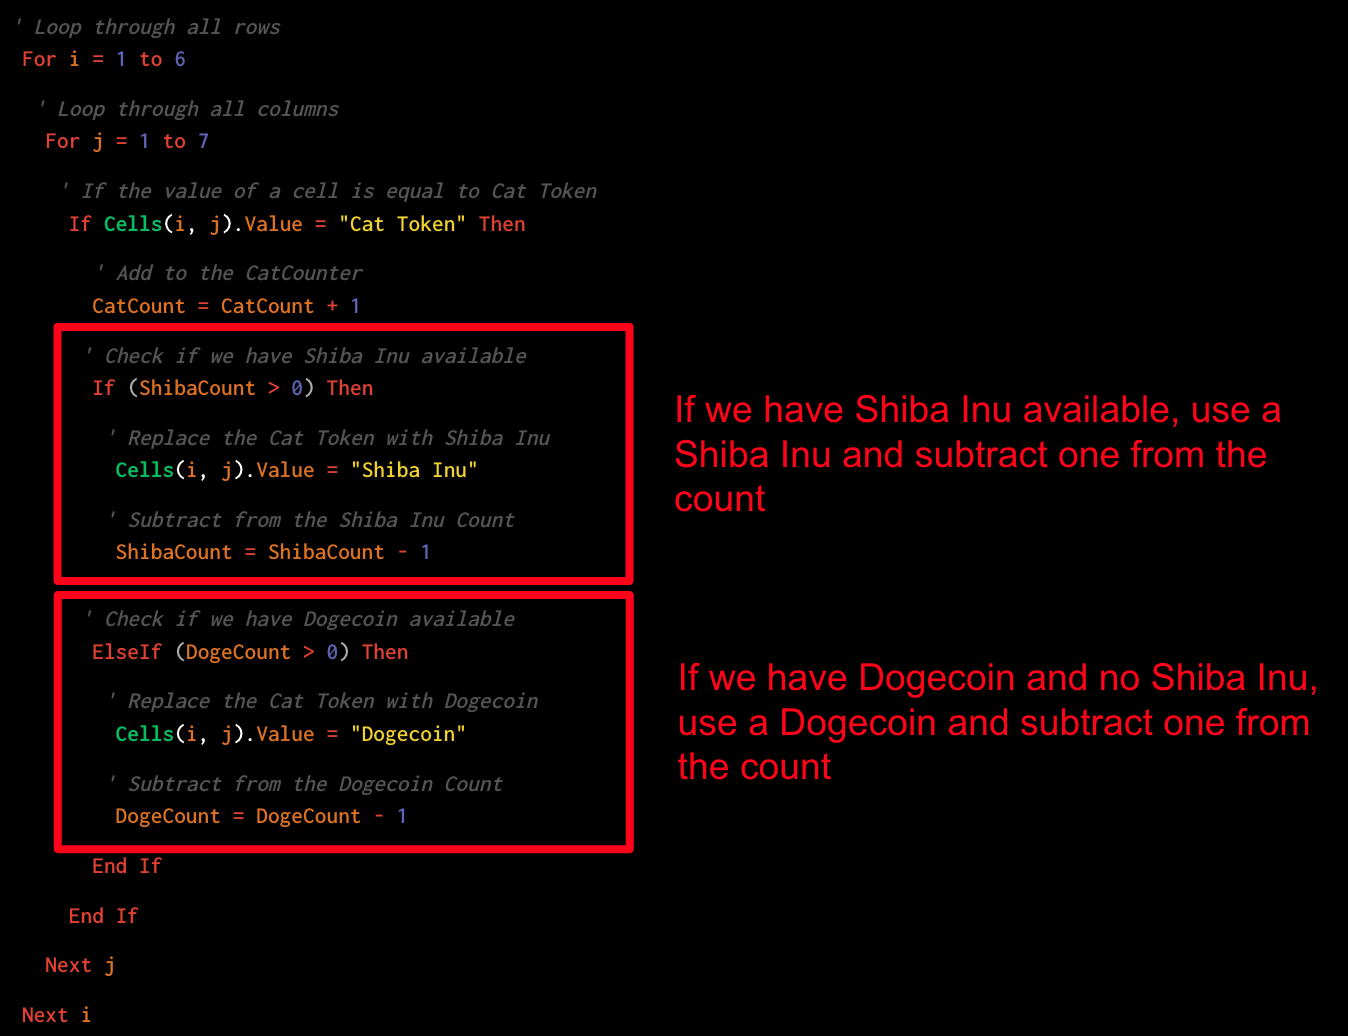 ' Loop through all rows
For i = 1 to 6
' Loop through all columns
For j = 1 to 7
' If the value of a cell is equal to Cat Token
If Cells(i, j).Value = "Cat Token" Then
' Add to the CatCounter
CatCount = CatCount + 1
' Check if we have Shiba Inu available
If (ShibaCount > 0) Then
' Replace the Cat Token with Shiba Inu
Cells(i, j).Value = "Shiba Inu"
' Subtract from the Shiba Inu Count
ShibaCount = ShibaCount - 1
If we have Shiba Inu available, use a
Shiba Inu and subtract one from the
count
' Check if we have Dogecoin available
ElseIf (DogeCount > 0) Then
' Replace the Cat Token with Dogecoin
Cells(i, j).Value = "Dogecoin"
' Subtract from the Dogecoin Count
DogeCount = DogeCount - 1
If we have Dogecoin and no Shiba Inu,
use a Dogecoin and subtract one from
the count
End If
End If
Next j
Next i